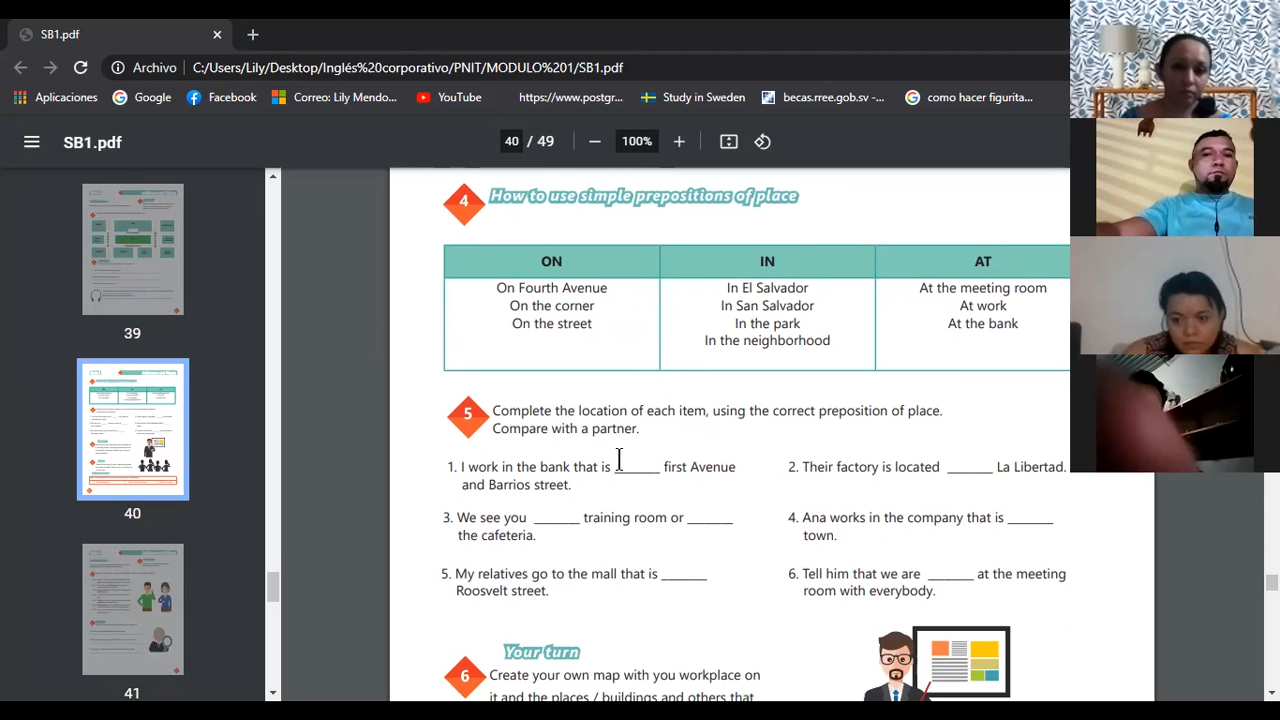 SB1.pdf
Archivo C:/Users/Lily/Desktop/Inglés%20corporativo/PNIT/MODULO%201/SB1.pdf
Aplicaciones Google Facebook Correo: Lily Mendo... YouTube https://www.postgr... Study in Sweden becas.rree.gob.sv -... como hacer figurita...
SB1.pdf 40 / 49 100%
39
40
41
4 How to use simple prepositions of place
ON IN AT
On Fourth Avenue In El Salvador At the meeting room
On the corner In San Salvador At work
On the street In the park At the bank
In the neighborhood
5 Complete the location of each item, using the correct preposition of place.
Compare with a partner.
1. I work in the bank that is _______ first Avenue
and Barrios street.
2. Their factory is located _______ La Libertad.
3. We see you _______ training room or _______
the cafeteria.
4. Ana works in the company that is _______
town.
5. My relatives go to the mall that is _______
Roosvelt street.
6. Tell him that we are _______ at the meeting
room with everybody.
Your turn
6 Create your own map with you workplace on
it and the places / buildings and others that